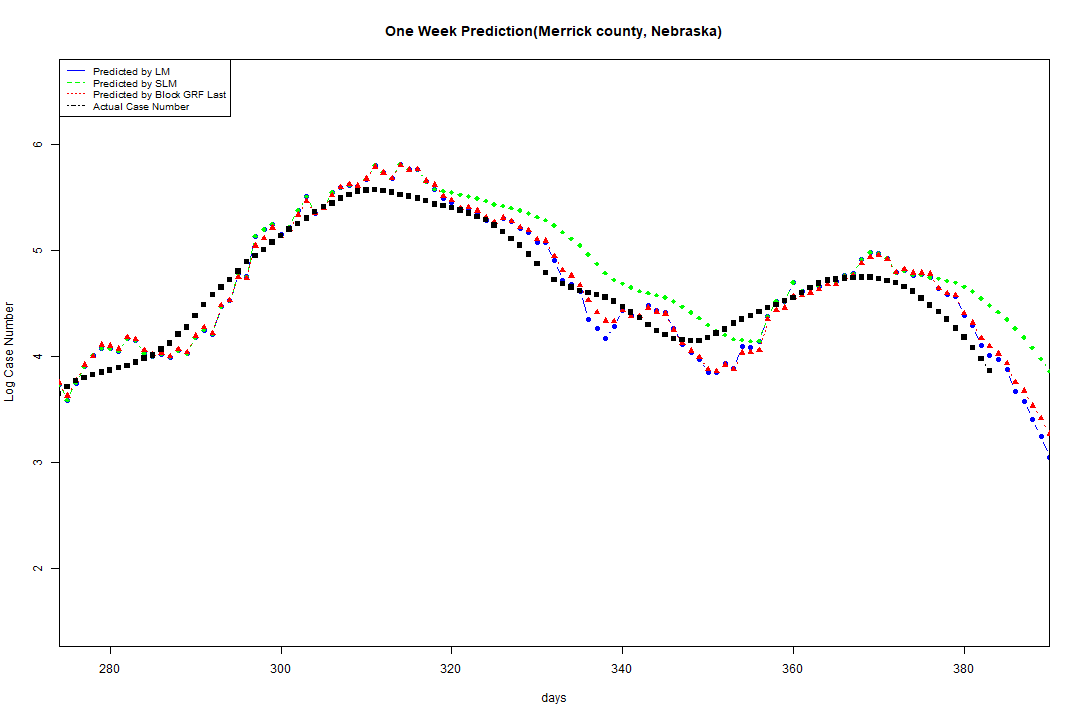 One Week Prediction(Merrick county, Nebraska)
Predicted by LM
Predicted by SLM
Predicted by Block GRF Last
Actual Case Number
6
5
4
3
2
Log Case Number
280 300 320 340 360 380
days